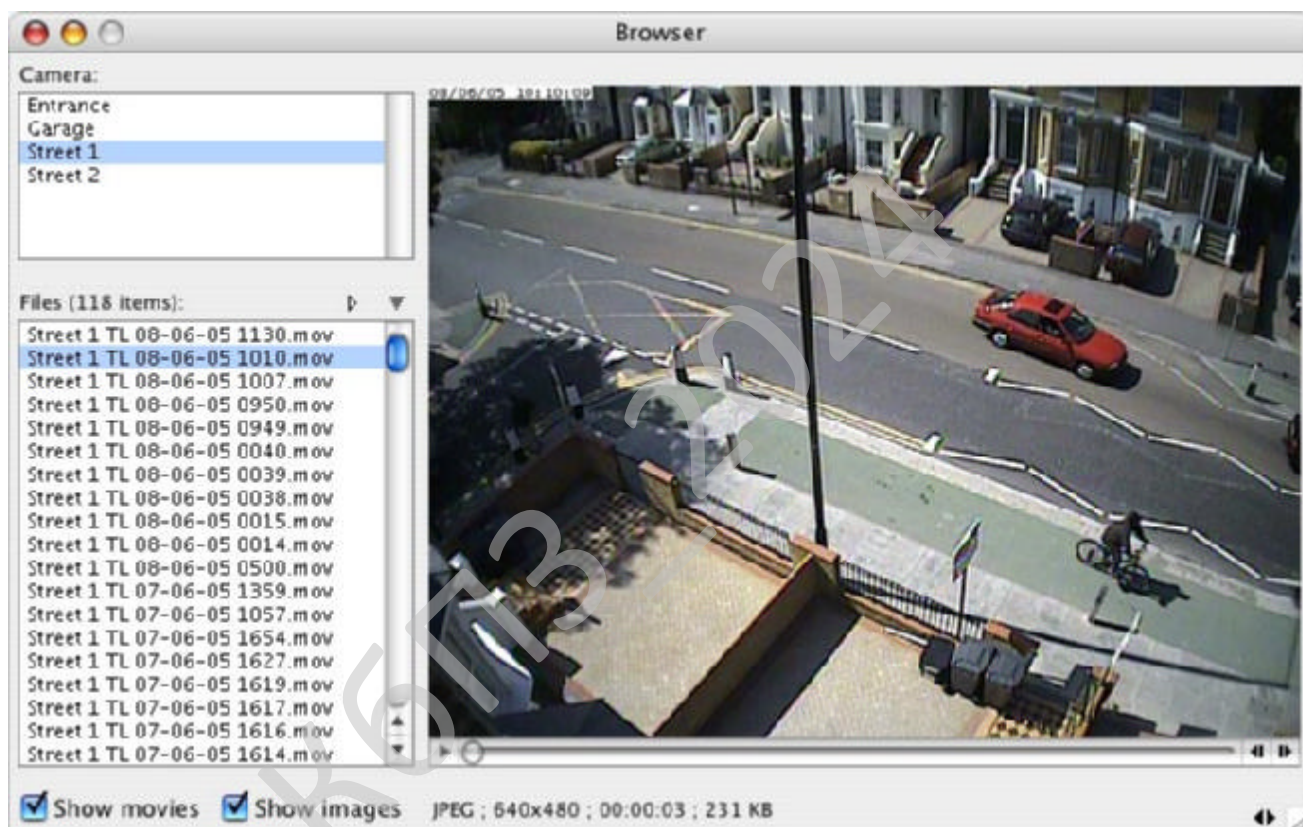 Browser
Camera:
Entrance
Garage
Street 1
Street 2
08/06/05 10:10:09
Files (118 items):
Street 1 TL 08-06-05 1130.mov
Street 1 TL 08-06-05 1010.mov
Street 1 TL 08-06-05 1007.mov
Street 1 TL 08-06-05 0950.mov
Street 1 TL 08-06-05 0949.mov
Street 1 TL 08-06-05 0040.mov
Street 1 TL 08-06-05 0039.mov
Street 1 TL 08-06-05 0038.mov
Street 1 TL 08-06-05 0015.mov
Street 1 TL 08-06-05 0014.mov
Street 1 TL 08-06-05 0500.mov
Street 1 TL 07-06-05 1359.mov
Street 1 TL 07-06-05 1057.mov
Street 1 TL 07-06-05 1654.mov
Street 1 TL 07-06-05 1627.mov
Street 1 TL 07-06-05 1619.mov
Street 1 TL 07-06-05 1617.mov
Street 1 TL 07-06-05 1616.mov
Street 1 TL 07-06-05 1614.mov
Show movies Show images JPEG ; 640x480 ; 00:00:03 ; 231 KB
КбПЗ 2024